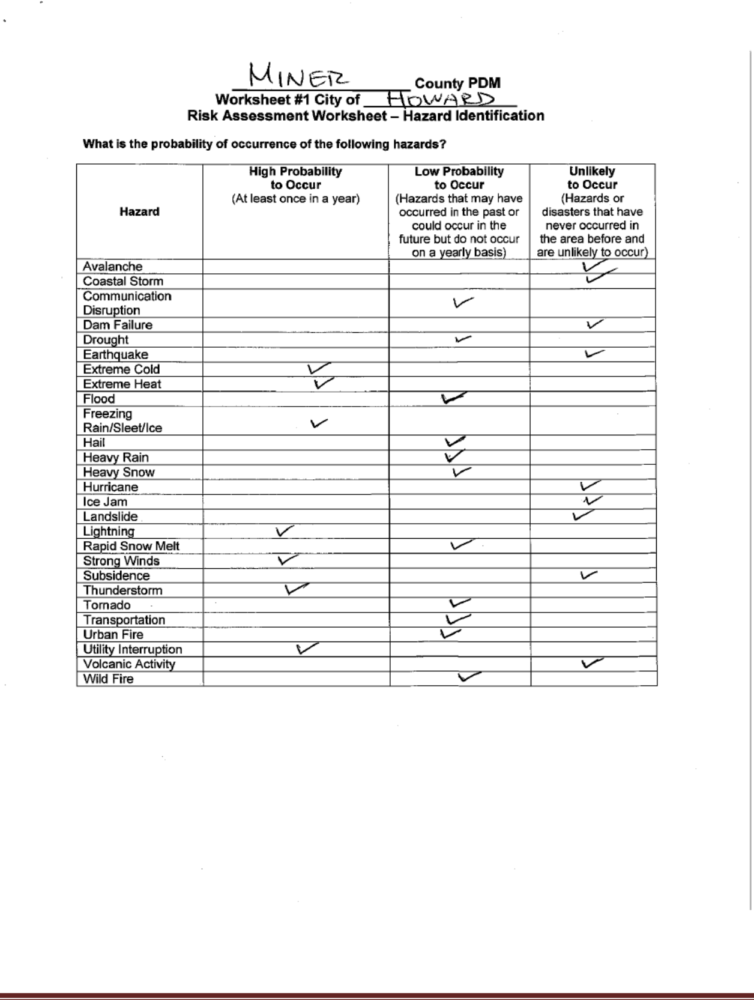 MINER County PDM
Worksheet #1 City of HOWARD
Risk Assessment Worksheet – Hazard Identification
What is the probability of occurrence of the following hazards?
Hazard
High Probability
to Occur
(At least once in a year)
Low Probability
to Occur
(Hazards that may have
occurred in the past or
could occur in the
future but do not occur
on a yearly basis)
Unlikely
to Occur
(Hazards or
disasters that have
never occurred in
the area before and
are unlikely to occur)
Avalanche ✓
Coastal Storm ✓
Communication
Disruption ✓
Dam Failure ✓
Drought ✓
Earthquake ✓
Extreme Cold ✓
Extreme Heat ✓
Flood ✓
Freezing
Rain/Sleet/Ice ✓
Hail ✓
Heavy Rain ✓
Heavy Snow ✓
Hurricane ✓
Ice Jam ✓
Landslide ✓
Lightning ✓
Rapid Snow Melt ✓
Strong Winds ✓
Subsidence ✓
Thunderstorm ✓
Tornado ✓
Transportation ✓
Urban Fire ✓
Utility Interruption ✓
Volcanic Activity ✓
Wild Fire ✓